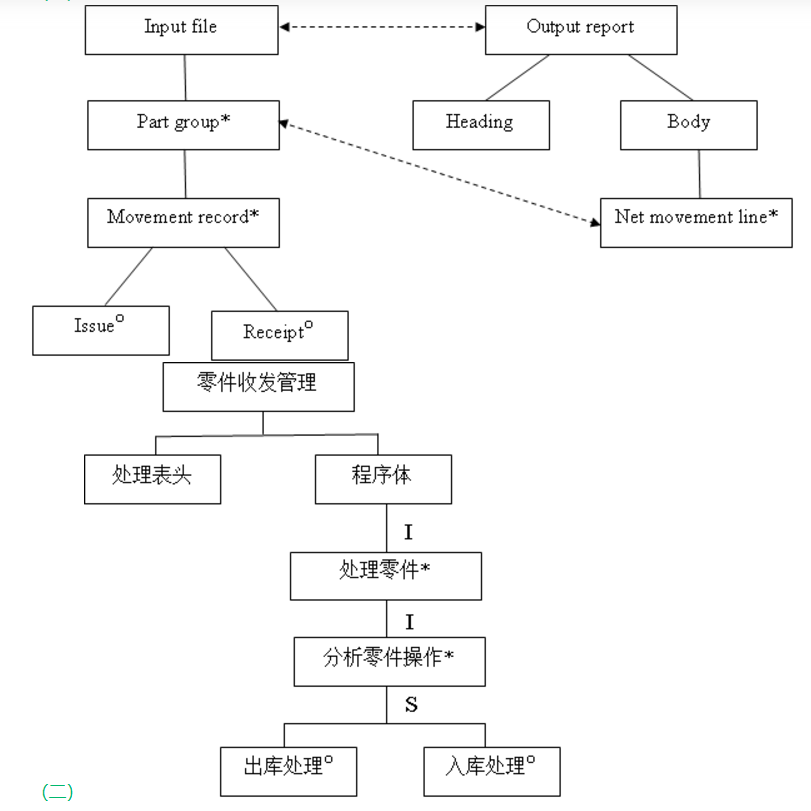 Input file
Output report
Part group*
Heading
Body
Movement record*
Net movement line*
Issue○
Receipt○
零件收发管理
处理表头
程序体
I
处理零件*
I
分析零件操作*
S
出库处理○
入库处理○
(二)